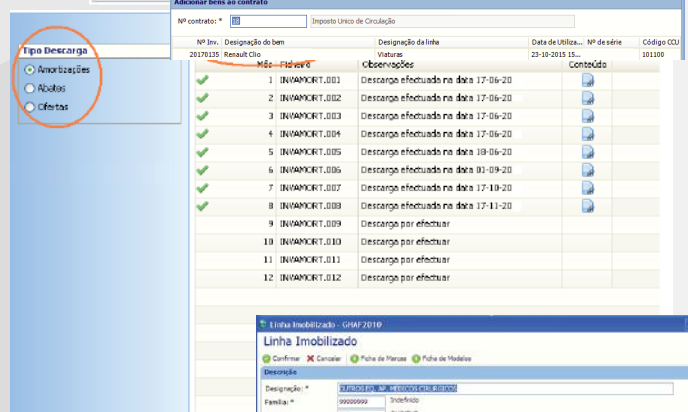 Adicionar bens ao contrato
Nº contrato: * 18 Imposto Unico de Circulação
Nº Inv. Designação do bem Designação da linha Data de Utiliza... Nº de série Código CCU
20170135 Renault Clio Viaturas 23-10-2015 15... 101100
Tipo Descarga
Amortizações
Abates
Ofertas
Mês Ficheiro Observações Conteúdo
1 INVAMORT.001 Descarga efectuada na data 17-06-20
2 INVAMORT.002 Descarga efectuada na data 17-06-20
3 INVAMORT.003 Descarga efectuada na data 17-06-20
4 INVAMORT.004 Descarga efectuada na data 17-06-20
5 INVAMORT.005 Descarga efectuada na data 18-06-20
6 INVAMORT.006 Descarga efectuada na data 01-09-20
7 INVAMORT.007 Descarga efectuada na data 17-10-20
8 INVAMORT.008 Descarga efectuada na data 17-11-20
9 INVAMORT.009 Descarga por efectuar
10 INVAMORT.010 Descarga por efectuar
11 INVAMORT.011 Descarga por efectuar
12 INVAMORT.012 Descarga por efectuar
Linha Imobilizado - GHAF2010
Linha Imobilizado
Confirmar Cancelar Ficha de Marcas Ficha de Modelos
Descrição
Designação: * OUTROS EQ. AP. MEDICOS CIRURGICOS
Família: * 99999999 Indefinido